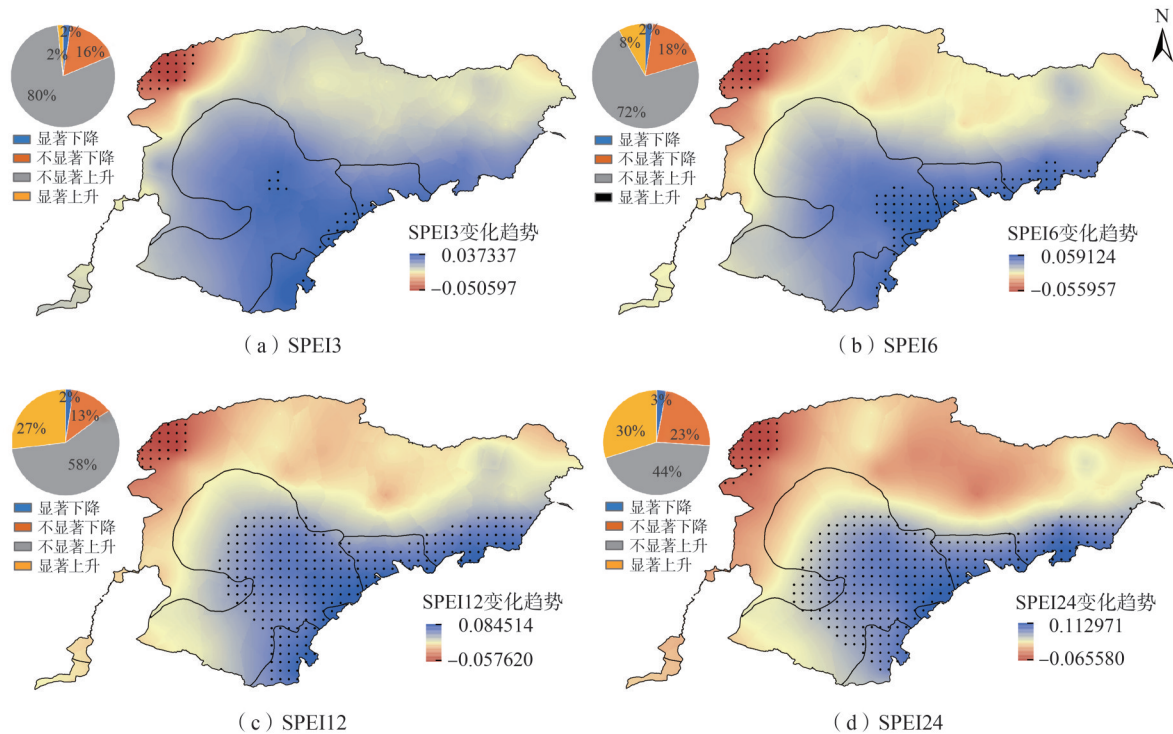 2%
2%
16%
80%
显著下降
不显著下降
不显著上升
显著上升
SPEI3变化趋势
0.037337
−0.050597
(a)SPEI3
N
2%
8%
18%
72%
显著下降
不显著下降
不显著上升
显著上升
SPEI6变化趋势
0.059124
−0.055957
(b)SPEI6
2%
13%
27%
58%
显著下降
不显著下降
不显著上升
显著上升
SPEI12变化趋势
0.084514
−0.057620
(c)SPEI12
3%
23%
30%
44%
显著下降
不显著下降
不显著上升
显著上升
SPEI24变化趋势
0.112971
−0.065580
(d)SPEI24